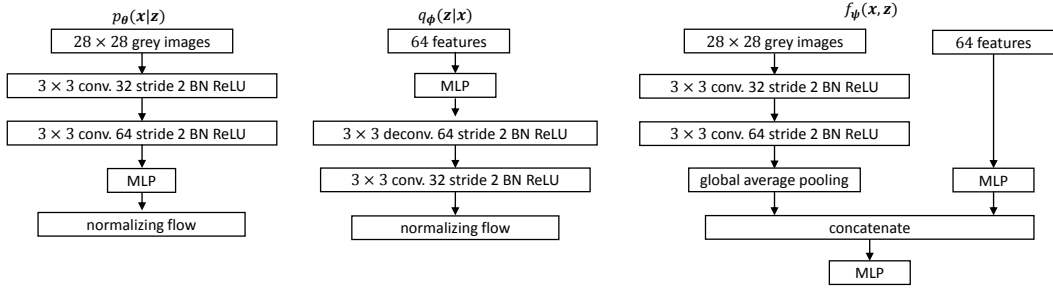 p_θ(x|z)
28 × 28 grey images
3 × 3 conv. 32 stride 2 BN ReLU
3 × 3 conv. 64 stride 2 BN ReLU
MLP
normalizing flow
q_ϕ(z|x)
64 features
MLP
3 × 3 deconv. 64 stride 2 BN ReLU
3 × 3 conv. 32 stride 2 BN ReLU
normalizing flow
f_ψ(x, z)
28 × 28 grey images
3 × 3 conv. 32 stride 2 BN ReLU
3 × 3 conv. 64 stride 2 BN ReLU
global average pooling
64 features
MLP
concatenate
MLP